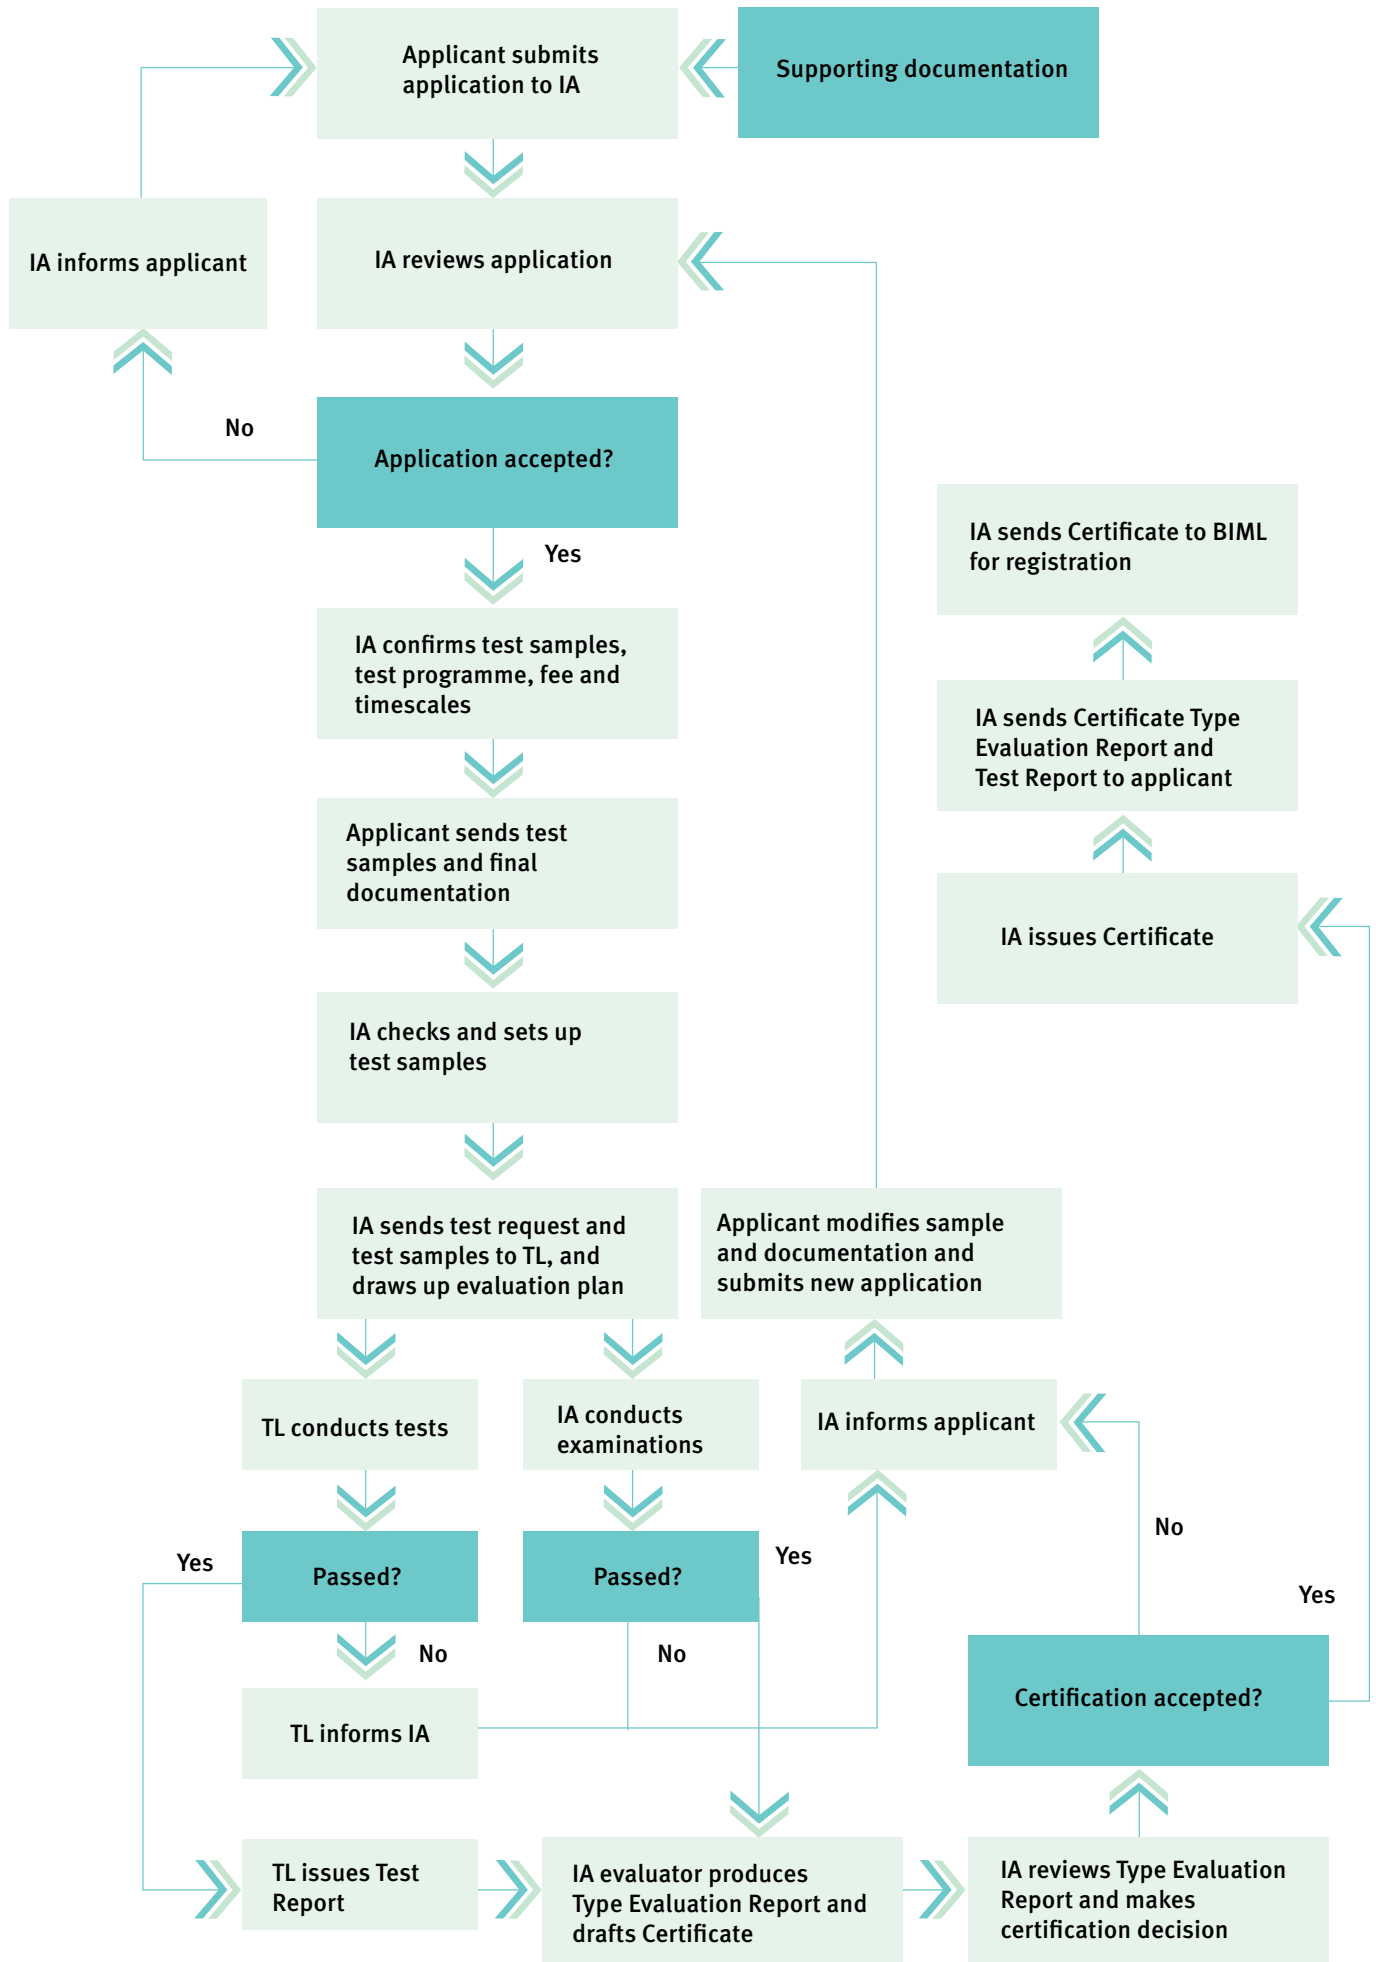 Applicant submits
application to IA
Supporting documentation
IA informs applicant
IA reviews application
No
Application accepted?
Yes
IA sends Certificate to BIML
for registration
IA confirms test samples,
test programme, fee and
timescales
IA sends Certificate Type
Evaluation Report and
Test Report to applicant
Applicant sends test
samples and final
documentation
IA issues Certificate
IA checks and sets up
test samples
IA sends test request and
test samples to TL, and
draws up evaluation plan
Applicant modifies sample
and documentation and
submits new application
TL conducts tests
IA conducts
examinations
IA informs applicant
No
Yes
Passed?
Passed?
Yes
Yes
No
No
Certification accepted?
TL informs IA
TL issues Test
Report
IA evaluator produces
Type Evaluation Report and
drafts Certificate
IA reviews Type Evaluation
Report and makes
certification decision